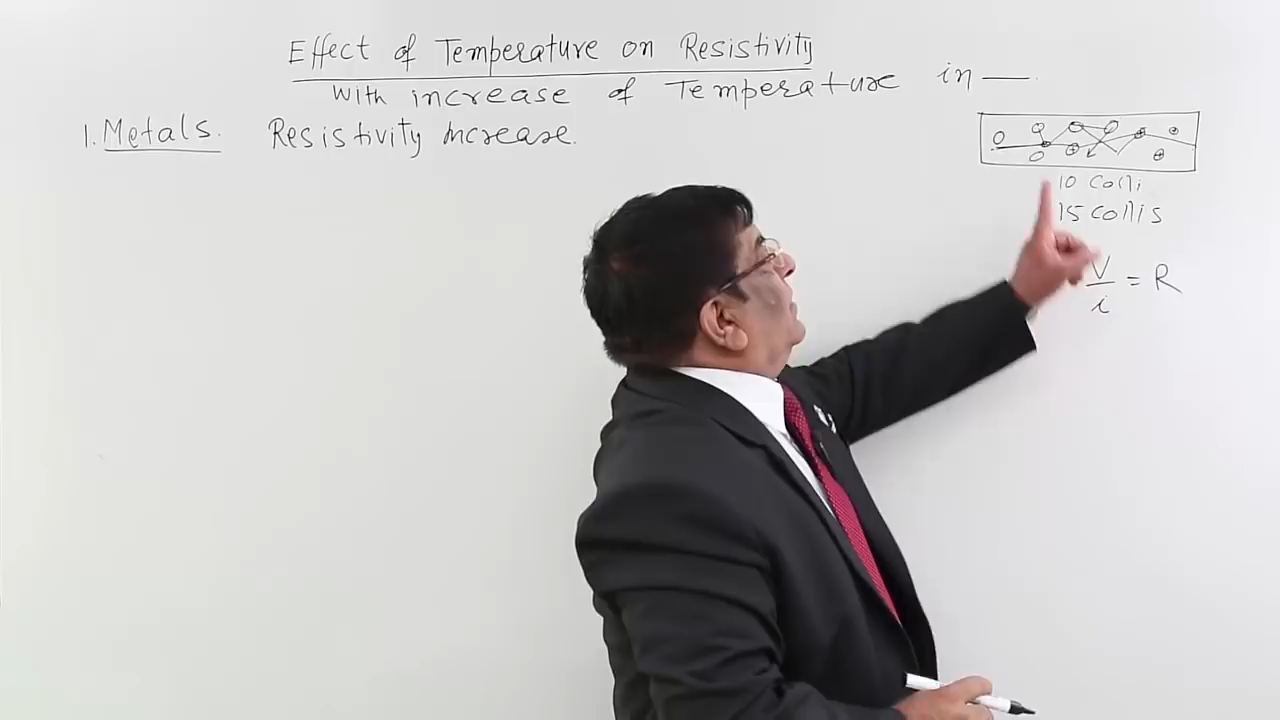 Effect of Temperature on Resistivity
With increase of Temperature in —.
1. Metals. Resistivity increase.
10 Colli
15 collis
V/i = R